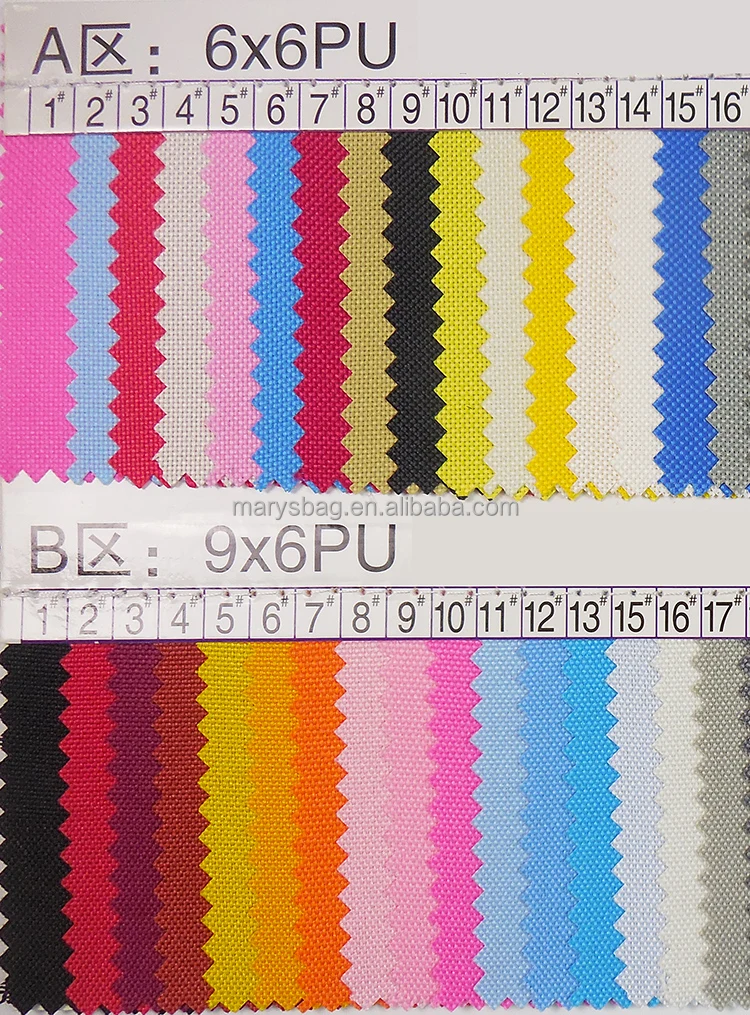 A区: 6x6PU
1# 2# 3# 4# 5# 6# 7# 8# 9# 10# 11# 12# 13# 14# 15# 16#
marysbag.en.alibaba.com
B区: 9x6PU
1# 2# 3# 4# 5# 6# 7# 8# 9# 10# 11# 12# 13# 15# 16# 17#